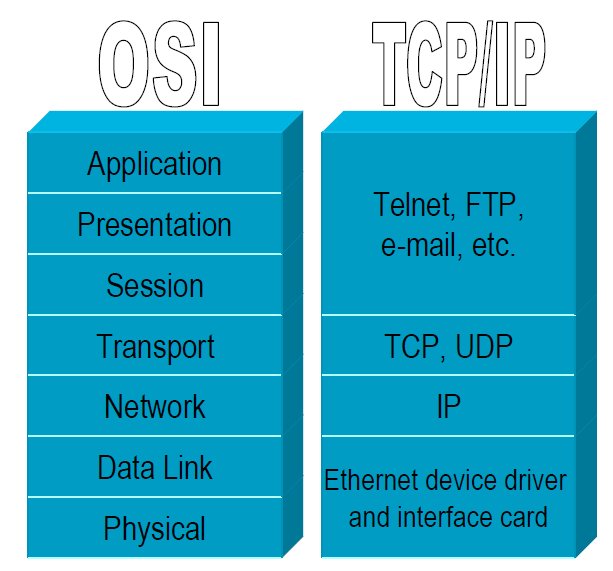 OSI
Application
Presentation
Session
Transport
Network
Data Link
Physical
TCP/IP
Telnet, FTP,
e-mail, etc.
TCP, UDP
IP
Ethernet device driver
and interface card